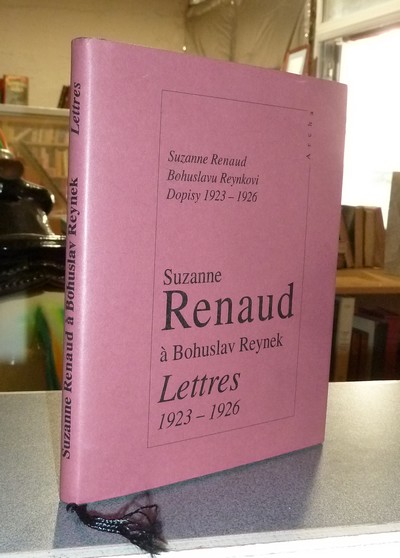 Suzanne Renaud à Bohuslav Reynek Lettres
Archa
Suzanne Renaud
Bohuslavu Reynkovi
Dopisy 1923 – 1926
Suzanne
Renaud
à Bohuslav Reynek
Lettres
1923 – 1926